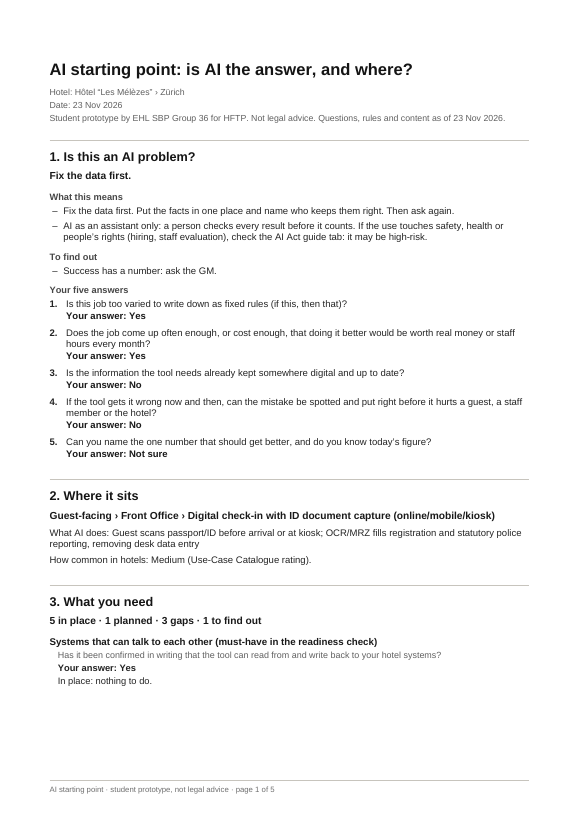 AI starting point: is AI the answer, and where?
Hotel: Hôtel “Les Mélèzes” › Zürich
Date: 23 Nov 2026
Student prototype by EHL SBP Group 36 for HFTP. Not legal advice. Questions, rules and content as of 23 Nov 2026.
1. Is this an AI problem?
Fix the data first.
What this means
– Fix the data first. Put the facts in one place and name who keeps them right. Then ask again.
– AI as an assistant only: a person checks every result before it counts. If the use touches safety, health or
people’s rights (hiring, staff evaluation), check the AI Act guide tab: it may be high-risk.
To find out
– Success has a number: ask the GM.
Your five answers
1. Is this job too varied to write down as fixed rules (if this, then that)?
Your answer: Yes
2. Does the job come up often enough, or cost enough, that doing it better would be worth real money or staff
hours every month?
Your answer: Yes
3. Is the information the tool needs already kept somewhere digital and up to date?
Your answer: No
4. If the tool gets it wrong now and then, can the mistake be spotted and put right before it hurts a guest, a staff
member or the hotel?
Your answer: No
5. Can you name the one number that should get better, and do you know today’s figure?
Your answer: Not sure
2. Where it sits
Guest-facing › Front Office › Digital check-in with ID document capture (online/mobile/kiosk)
What AI does: Guest scans passport/ID before arrival or at kiosk; OCR/MRZ fills registration and statutory police
reporting, removing desk data entry
How common in hotels: Medium (Use-Case Catalogue rating).
3. What you need
5 in place · 1 planned · 3 gaps · 1 to find out
Systems that can talk to each other (must-have in the readiness check)
Has it been confirmed in writing that the tool can read from and write back to your hotel systems?
Your answer: Yes
In place: nothing to do.
AI starting point · student prototype, not legal advice · page 1 of 5